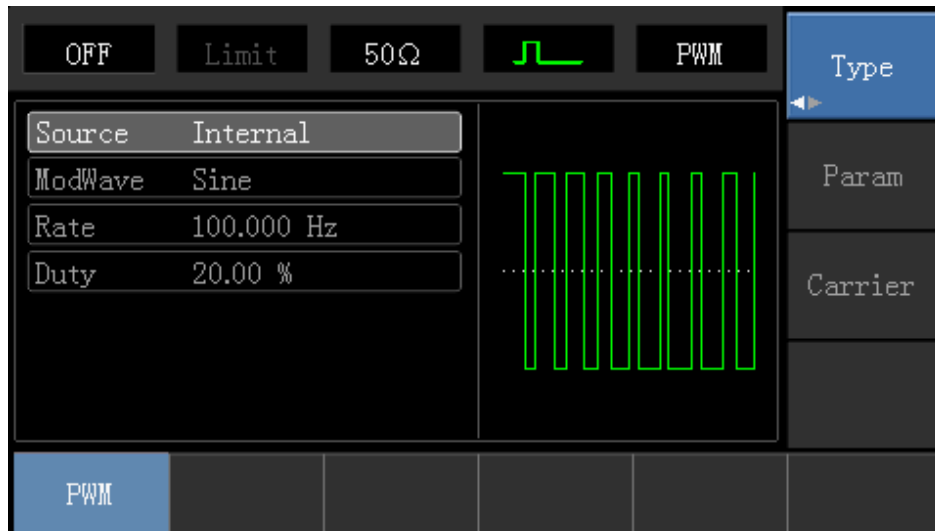 OFF Limit 50Ω PWM Type
Source Internal
ModWave Sine
Rate 100.000 Hz
Duty 20.00 %
Param
Carrier
PWM